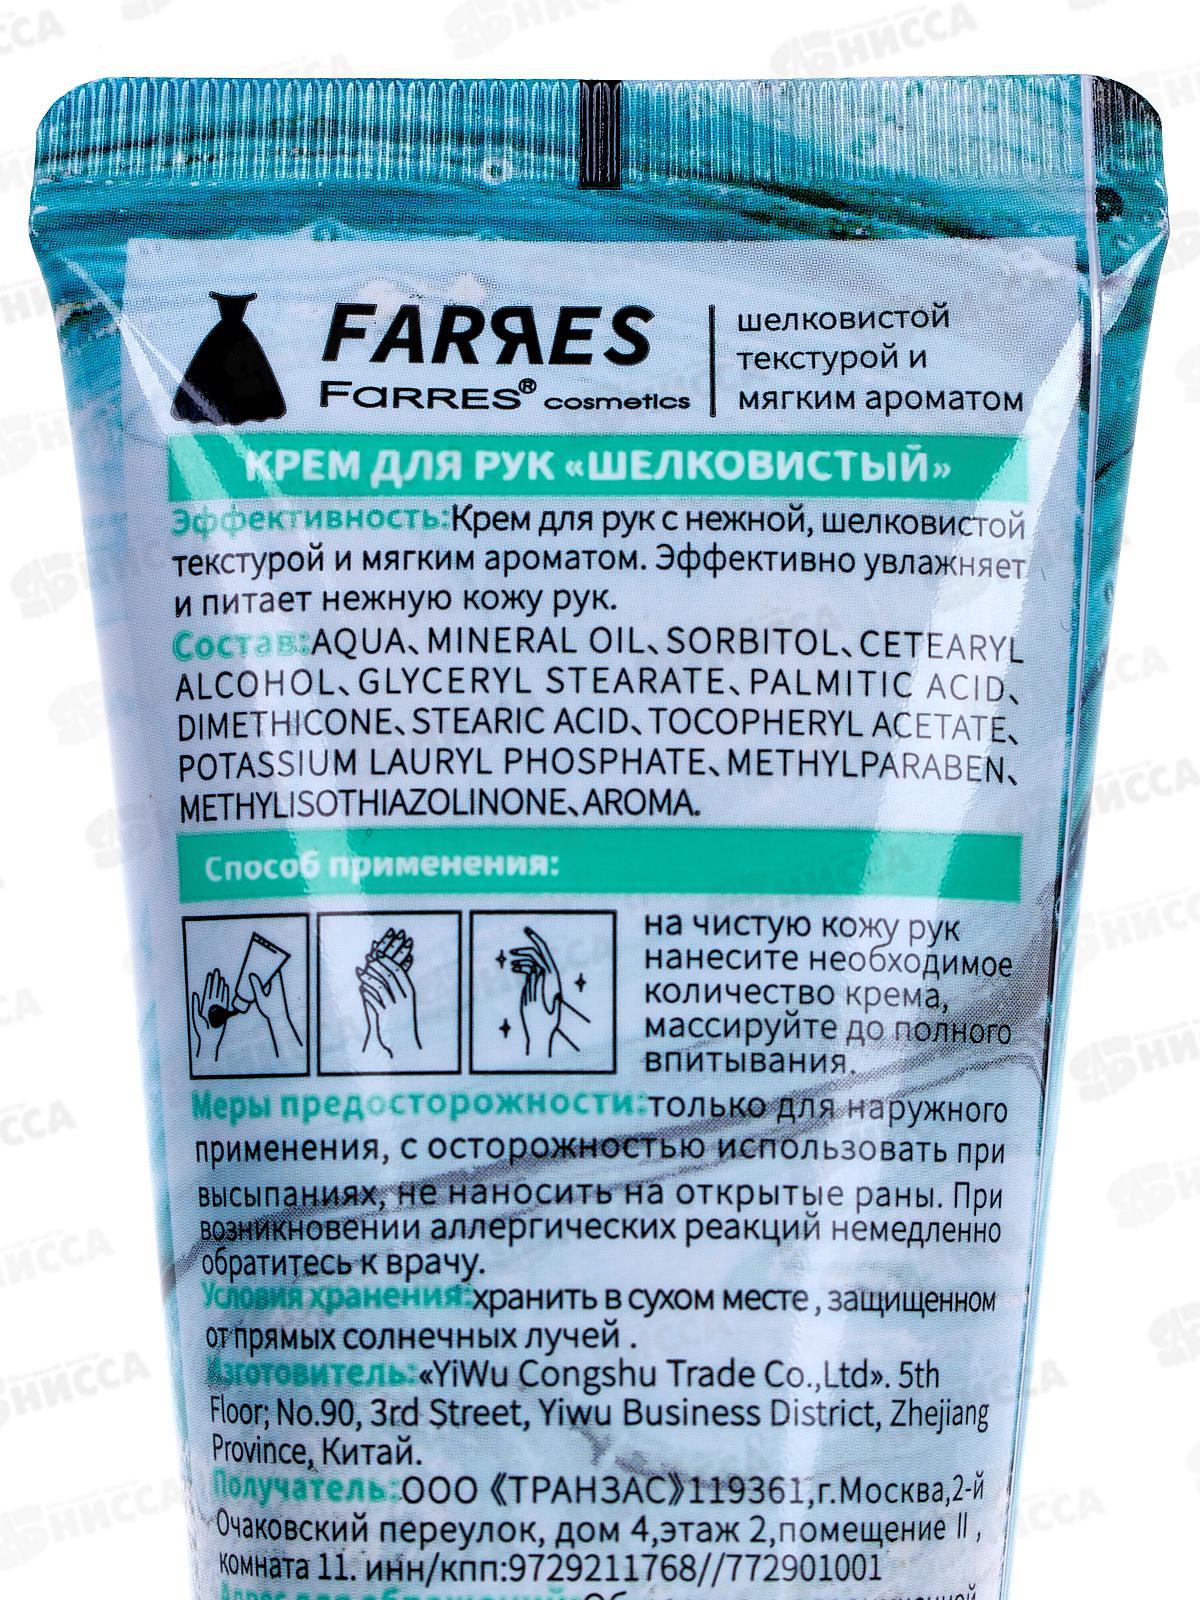 FARЯES
FARRES® cosmetics
шелковистой
текстурой и
мягким ароматом
КРЕМ ДЛЯ РУК «ШЕЛКОВИСТЫЙ»
Эффективность:Крем для рук с нежной, шелковистой
текстурой и мягким ароматом. Эффективно увлажняет
и питает нежную кожу рук.
Состав:AQUA、MINERAL OIL、SORBITOL、CETEARYL
ALCOHOL、GLYCERYL STEARATE、PALMITIC ACID、
DIMETHICONE、STEARIC ACID、TOCOPHERYL ACETATE、
POTASSIUM LAURYL PHOSPHATE、METHYLPARABEN、
METHYLISOTHIAZOLINONE、AROMA.
Способ применения:
на чистую кожу рук
нанесите необходимое
количество крема,
массируйте до полного
впитывания.
Меры предосторожности:только для наружного
применения, с осторожностью использовать при
высыпаниях, не наносить на открытые раны. При
возникновении аллергических реакций немедленно
обратитесь к врачу.
Условия хранения:хранить в сухом месте , защищенном
от прямых солнечных лучей .
Изготовитель:«YiWu Congshu Trade Co.,Ltd». 5th
Floor; No.90, 3rd Street, Yiwu Business District, Zhejiang
Province, Китай.
Получатель:ООО《ТРАНЗАС》119361,г.Москва,2-й
Очаковский переулок, дом 4,этаж 2,помещение II ,
комната 11. инн/кпп:9729211768//772901001